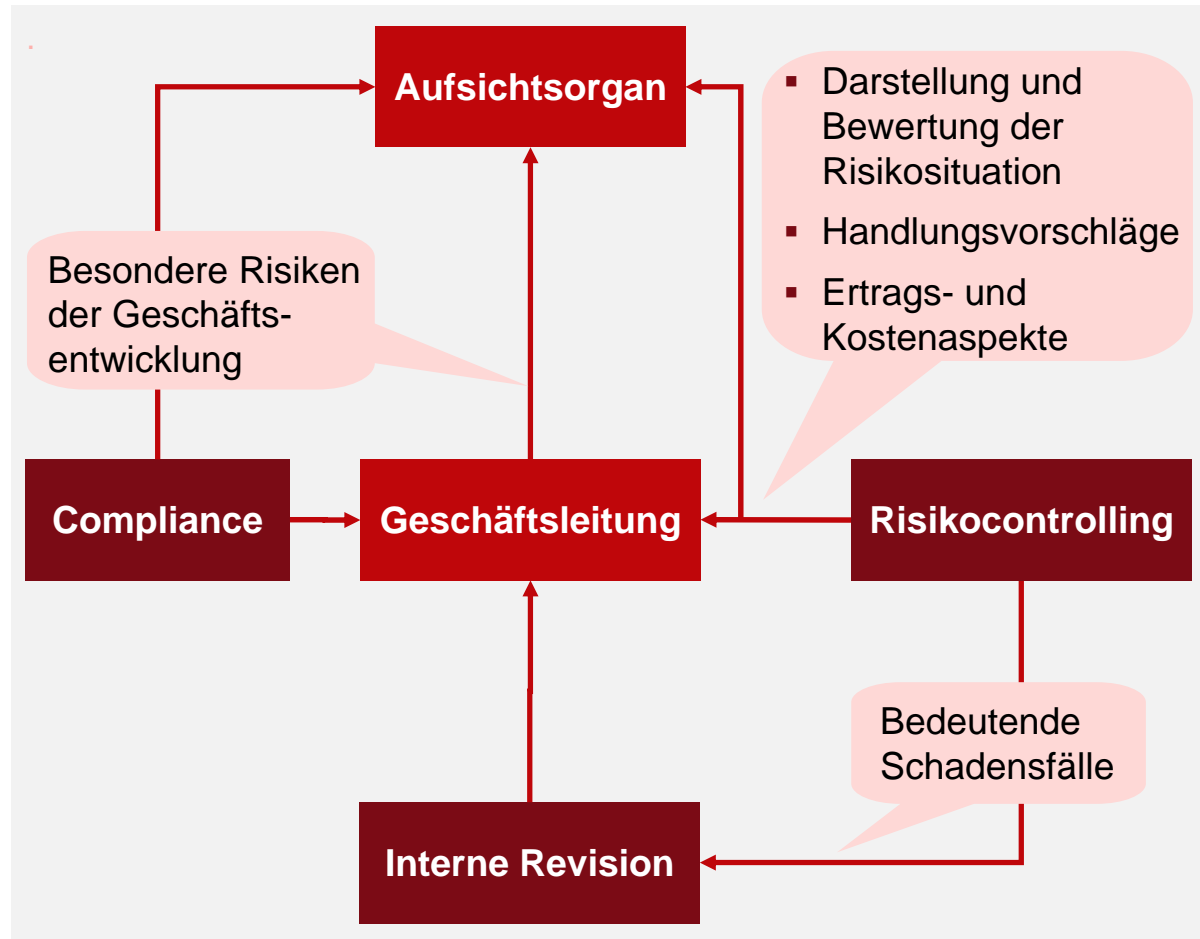 Aufsichtsorgan
▪ Darstellung und
Bewertung der
Risikosituation
▪ Handlungsvorschläge
▪ Ertrags- und
Kostenaspekte
Besondere Risiken
der Geschäfts-
entwicklung
Compliance
Geschäftsleitung
Risikocontrolling
Bedeutende
Schadensfälle
Interne Revision